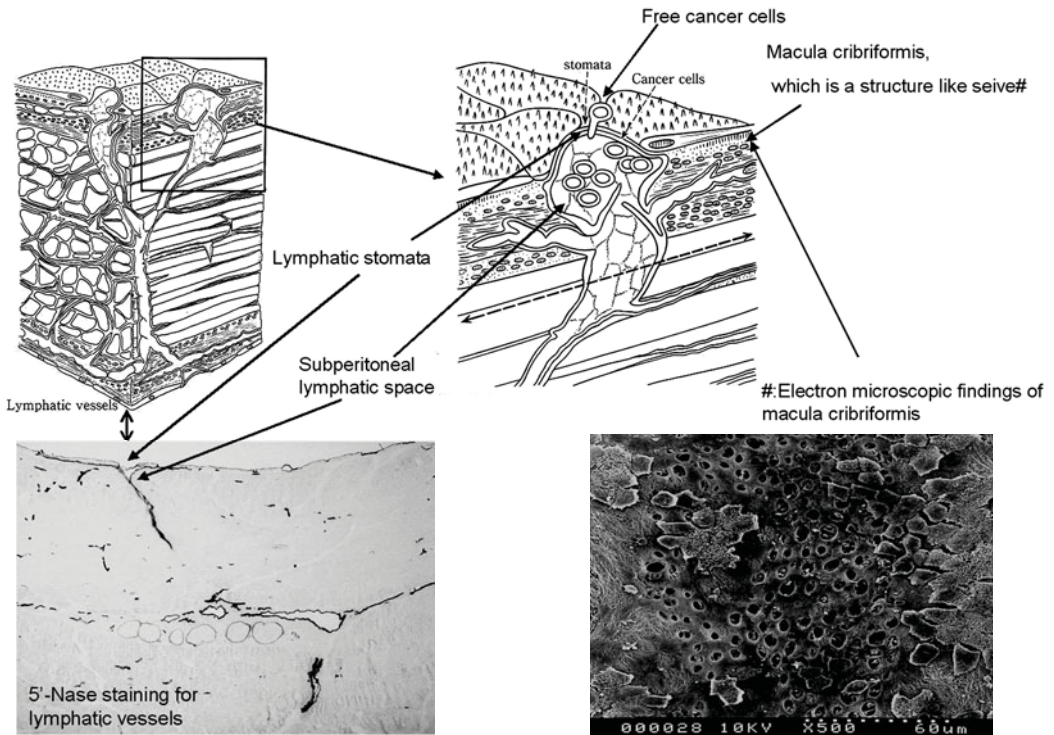 Free cancer cells
Macula cribriformis,
which is a structure like seive#
stomata
Cancer cells
Lymphatic stomata
Subperitoneal
lymphatic space
Lymphatic vessels
#:Electron microscopic findings of
macula cribriformis
5'-Nase staining for
lymphatic vessels
000028 10KV X500 60um